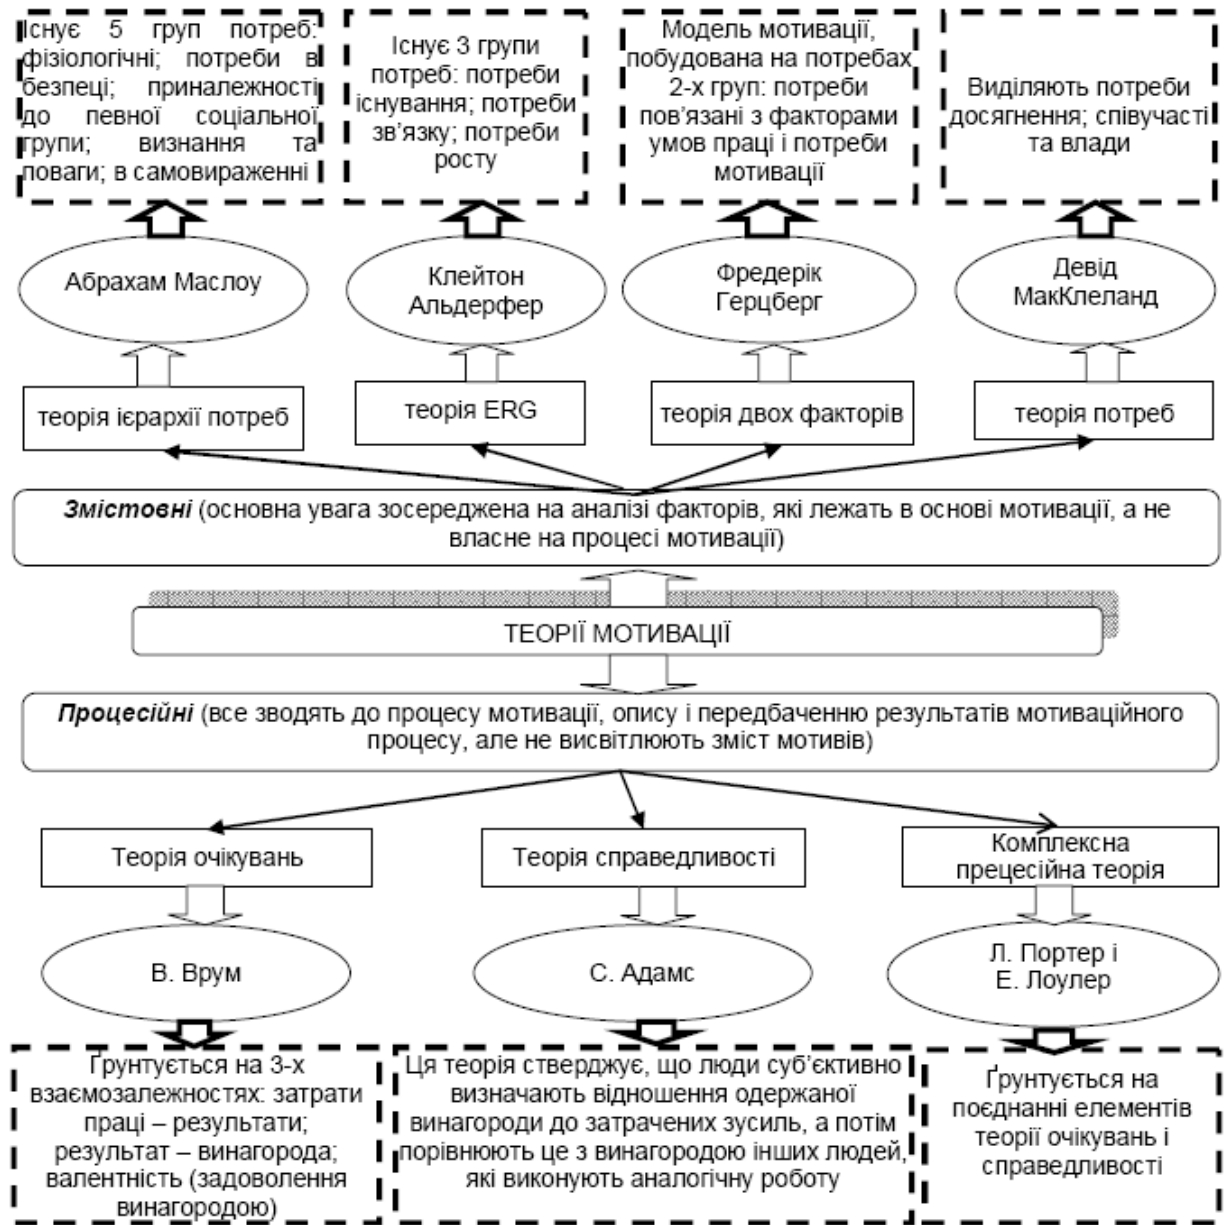 Існує 5 груп потреб:
фізіологічні; потреби в
безпеці; приналежності
до певної соціальної
групи; визнання та
поваги; в самовираженні
Існує 3 групи
потреб: потреби
існування; потреби
зв’язку; потреби
росту
Модель мотивації,
побудована на потребах
2-х груп: потреби
пов’язані з факторами
умов праці і потреби
мотивації
Виділяють потреби
досягнення; співучасті
та влади
Абрахам Маслоу
Клейтон
Альдерфер
Фредерік
Герцберг
Девід
МакКлеланд
теорія ієрархії потреб
теорія ERG
теорія двох факторів
теорія потреб
Змістовні (основна увага зосереджена на аналізі факторів, які лежать в основі мотивації, а не
власне на процесі мотивації)
ТЕОРІЇ МОТИВАЦІЇ
Процесійні (все зводять до процесу мотивації, опису і передбаченню результатів мотиваційного
процесу, але не висвітлюють зміст мотивів)
Теорія очікувань
Теорія справедливості
Комплексна
прецесійна теорія
В. Врум
С. Адамс
Л. Портер і
Е. Лоулер
Ґрунтується на 3-х
взаємозалежностях: затрати
праці – результати;
результат – винагорода;
валентність (задоволення
винагородою)
Ця теорія стверджує, що люди суб’єктивно
визначають відношення одержаної
винагороди до затрачених зусиль, а потім
порівнюють це з винагородою інших людей,
які виконують аналогічну роботу
Ґрунтується на
поєднанні елементів
теорії очікувань і
справедливості